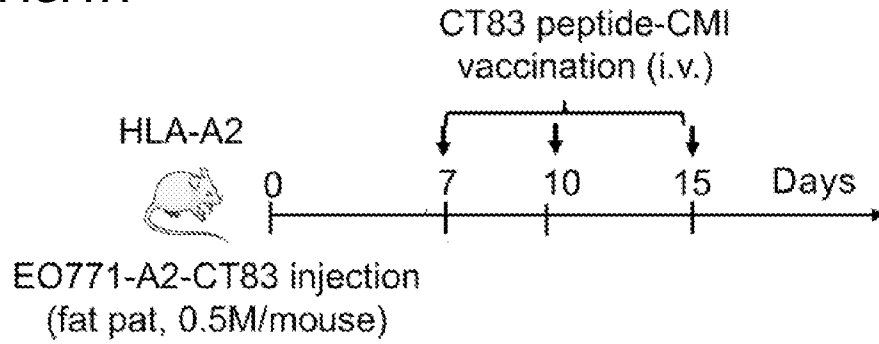 CT83 peptide-CMI
vaccination (i.v.)
HLA-A2
0 7 10 15 Days
EO771-A2-CT83 injection
(fat pat, 0.5M/mouse)